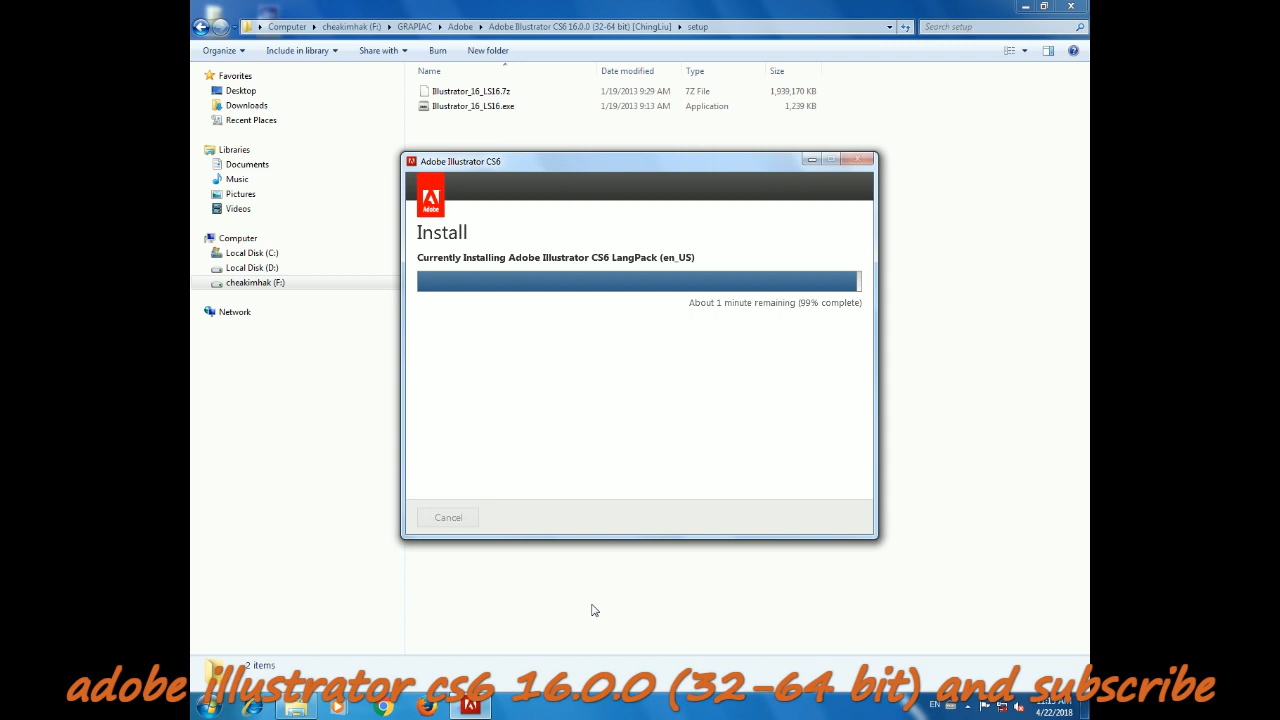 Computer cheakimhak (F:) GRAPIAC Adobe Adobe Illustrator CS6 16.0.0 (32-64 bit) [ChingLiu] setup
Search setup
Organize Include in library Share with Burn New folder
Favorites
Desktop
Downloads
Recent Places
Libraries
Documents
Music
Pictures
Videos
Computer
Local Disk (C:)
Local Disk (D:)
cheakimhak (F:)
Network
Name Date modified Type Size
Illustrator_16_LS16.7z 1/19/2013 9:29 AM 7Z File 1,939,170 KB
Illustrator_16_LS16.exe 1/19/2013 9:13 AM Application 1,239 KB
Adobe Illustrator CS6
Adobe
Install
Currently Installing Adobe Illustrator CS6 LangPack (en_US)
About 1 minute remaining (99% complete)
Cancel
2 items
adobe illustrator cs6 16.0.0 (32-64 bit) and subscribe
EN
4/22/2018